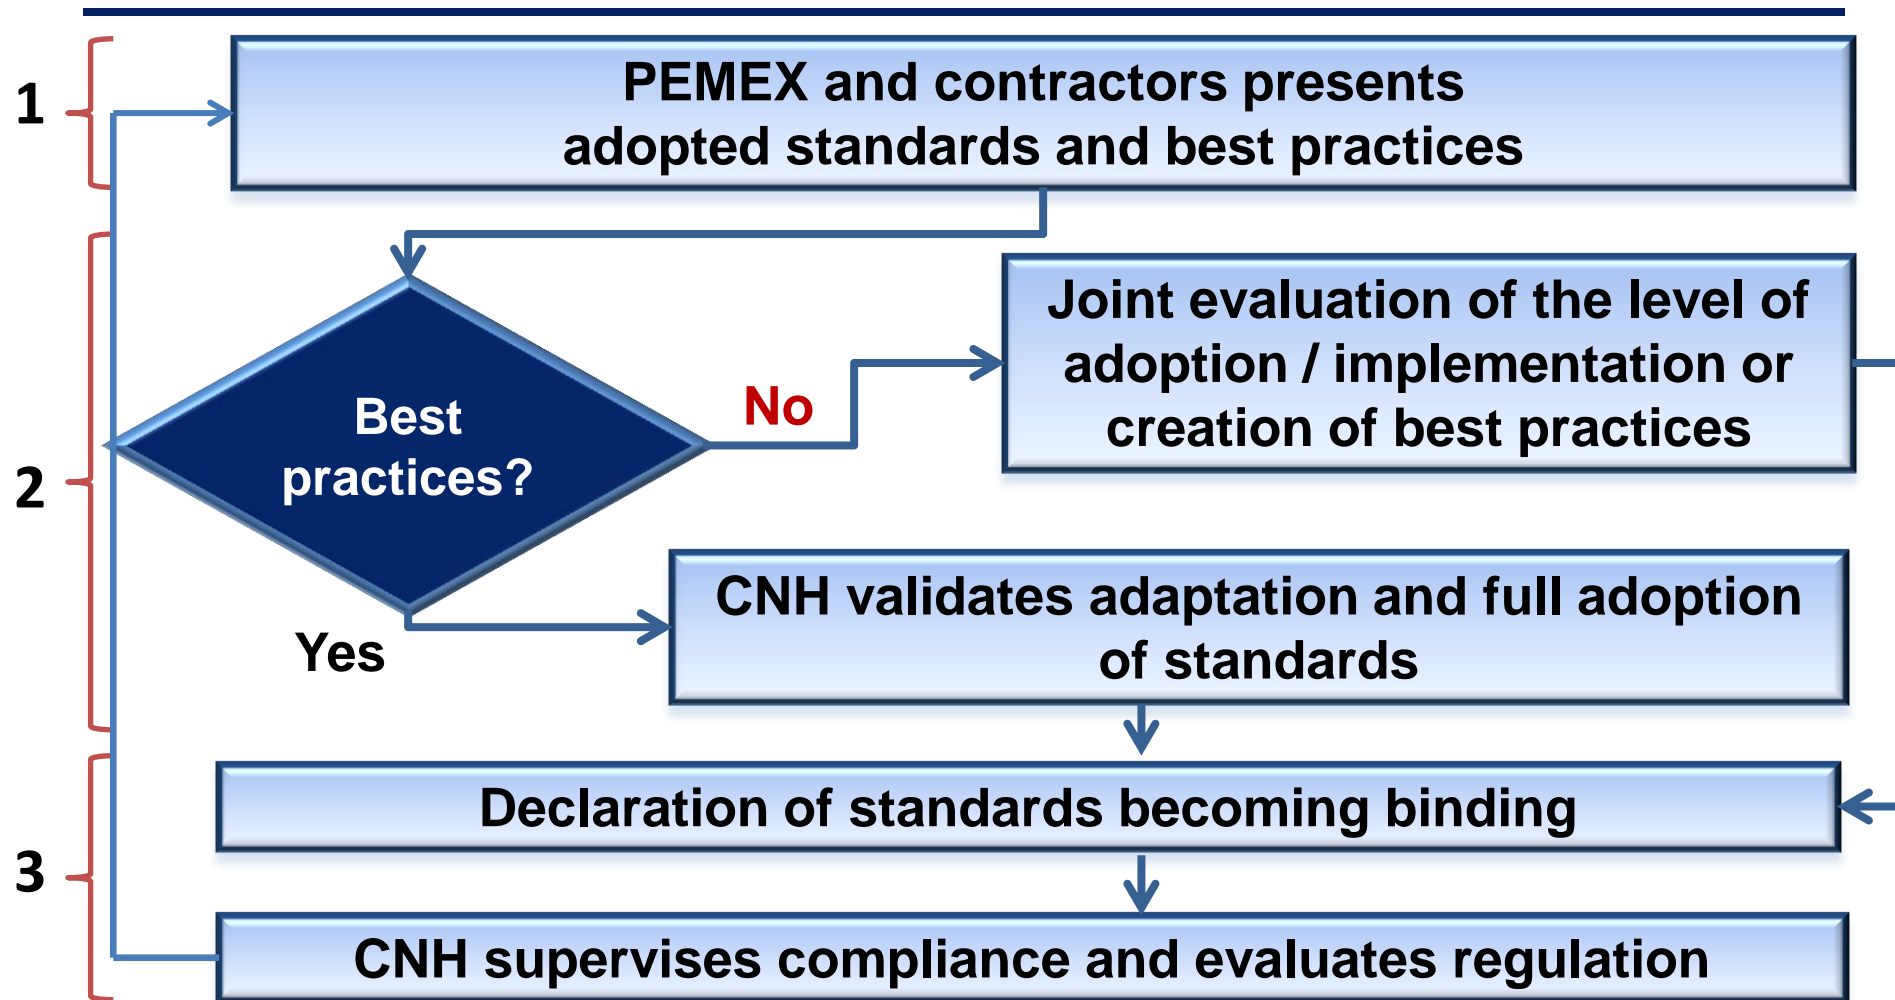 1
PEMEX and contractors presents
adopted standards and best practices
2
Best
practices?
No
Joint evaluation of the level of
adoption / implementation or
creation of best practices
Yes
CNH validates adaptation and full adoption
of standards
3
Declaration of standards becoming binding
CNH supervises compliance and evaluates regulation